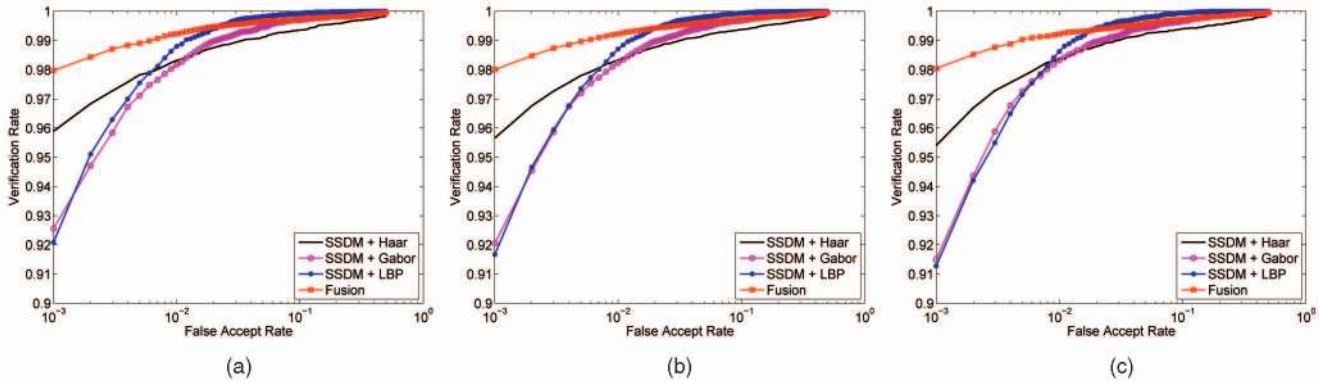 1
0.99
0.98
0.97
0.96
0.95
0.94
0.93
0.92
0.91
0.9
Verification Rate
SSDM + Haar
SSDM + Gabor
SSDM + LBP
Fusion
10⁻³
10⁻²
10⁻¹
10⁰
False Accept Rate
(a)
1
0.99
0.98
0.97
0.96
0.95
0.94
0.93
0.92
0.91
0.9
Verification Rate
SSDM + Haar
SSDM + Gabor
SSDM + LBP
Fusion
10⁻³
10⁻²
10⁻¹
10⁰
False Accept Rate
(b)
1
0.99
0.98
0.97
0.96
0.95
0.94
0.93
0.92
0.91
0.9
Verification Rate
SSDM + Haar
SSDM + Gabor
SSDM + LBP
Fusion
10⁻³
10⁻²
10⁻¹
10⁰
False Accept Rate
(c)